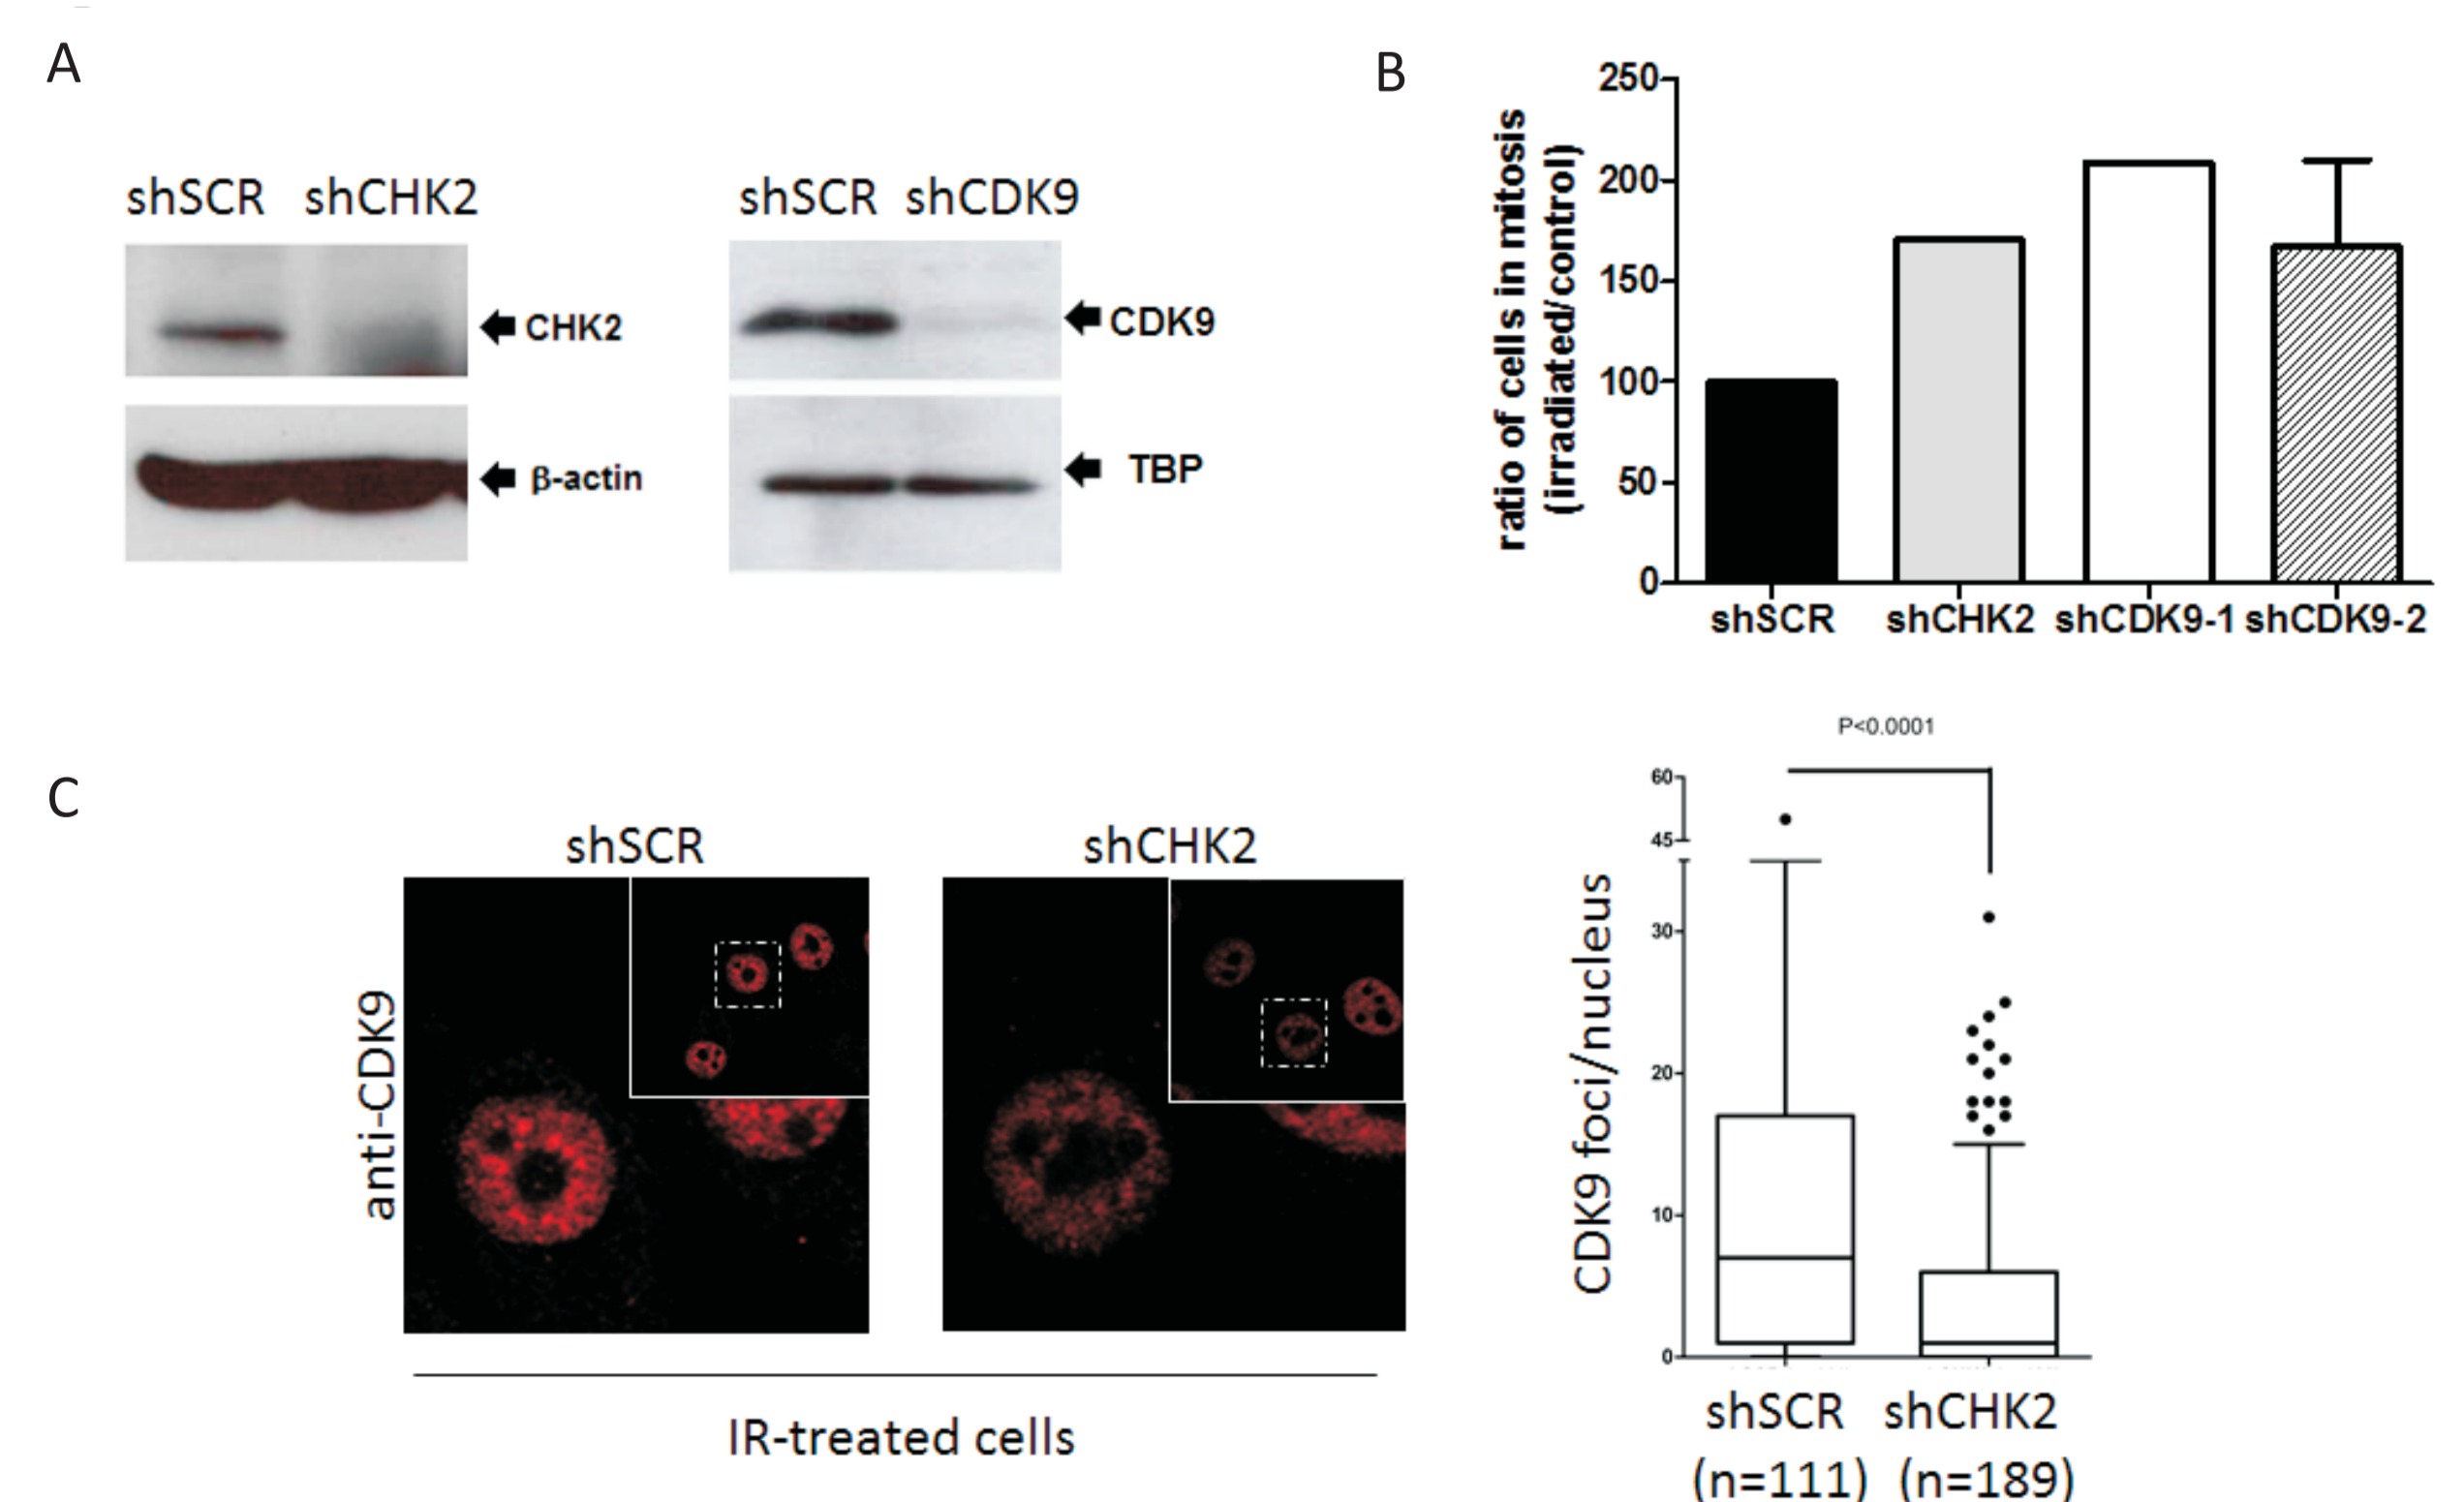 A
shSCR shCHK2
CHK2
β-actin
shSCR shCDK9
CDK9
TBP
B
ratio of cells in mitosis
(irradiated/control)
250
200
150
100
50
0
shSCR shCHK2 shCDK9-1 shCDK9-2
C
shSCR shCHK2
anti-CDK9
IR-treated cells
P<0.0001
CDK9 foci/nucleus
60
45
30
20
10
0
shSCR shCHK2
(n=111) (n=189)